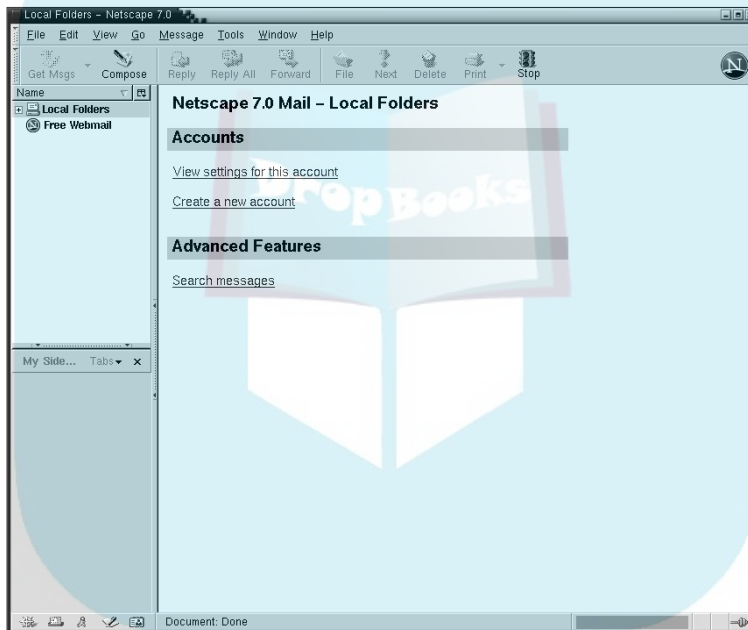 Local Folders – Netscape 7.0
File Edit View Go Message Tools Window Help
Get Msgs Compose Reply Reply All Forward File Next Delete Print Stop
N
Name
Local Folders
Free Webmail
Netscape 7.0 Mail – Local Folders
Accounts
View settings for this account
Create a new account
Advanced Features
Search messages
DropBooks
My Side... Tabs
Document: Done